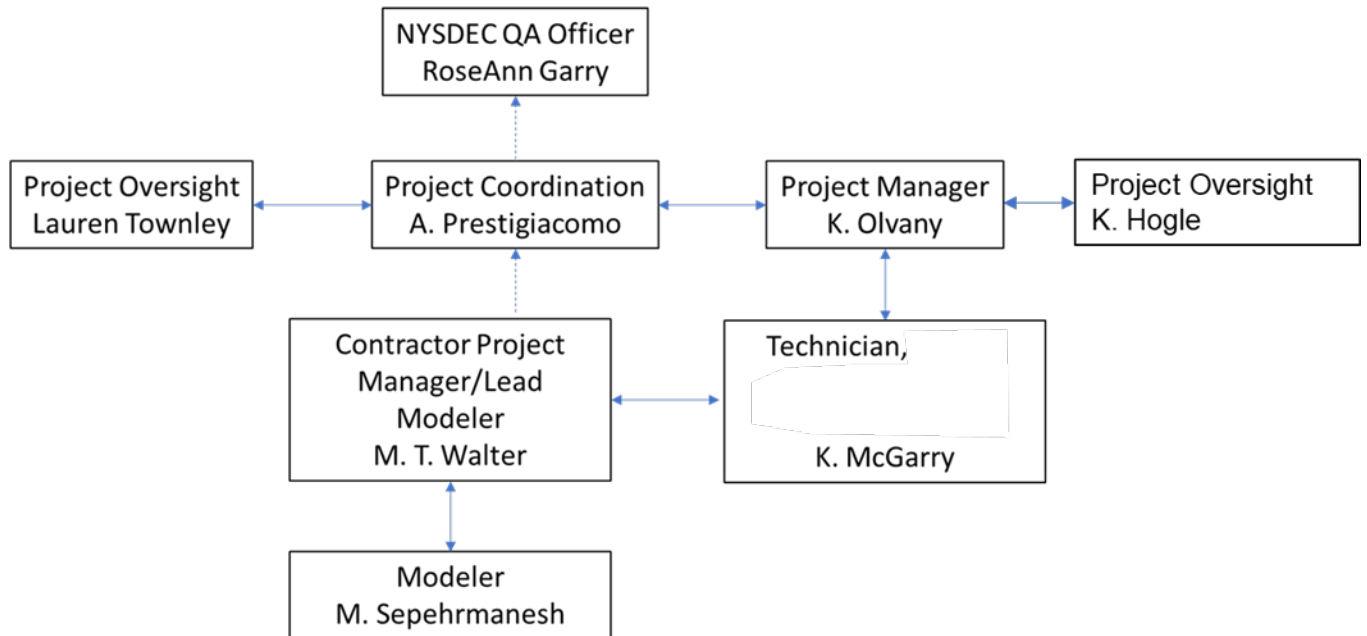 NYSDEC QA Officer
RoseAnn Garry
Project Oversight
Lauren Townley
Project Coordination
A. Prestigiacomo
Project Manager
K. Olvany
Project Oversight
K. Hogle
Contractor Project
Manager/Lead
Modeler
M. T. Walter
Technician,
K. McGarry
Modeler
M. Sepehrmanesh